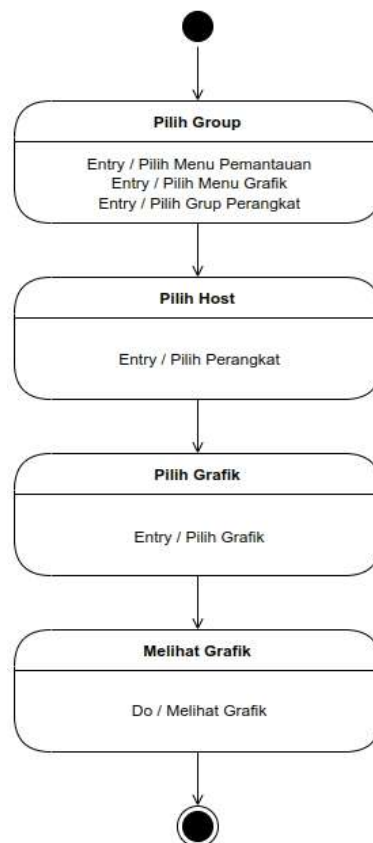 Pilih Group
Entry / Pilih Menu Pemantauan
Entry / Pilih Menu Grafik
Entry / Pilih Grup Perangkat
Pilih Host
Entry / Pilih Perangkat
Pilih Grafik
Entry / Pilih Grafik
Melihat Grafik
Do / Melihat Grafik